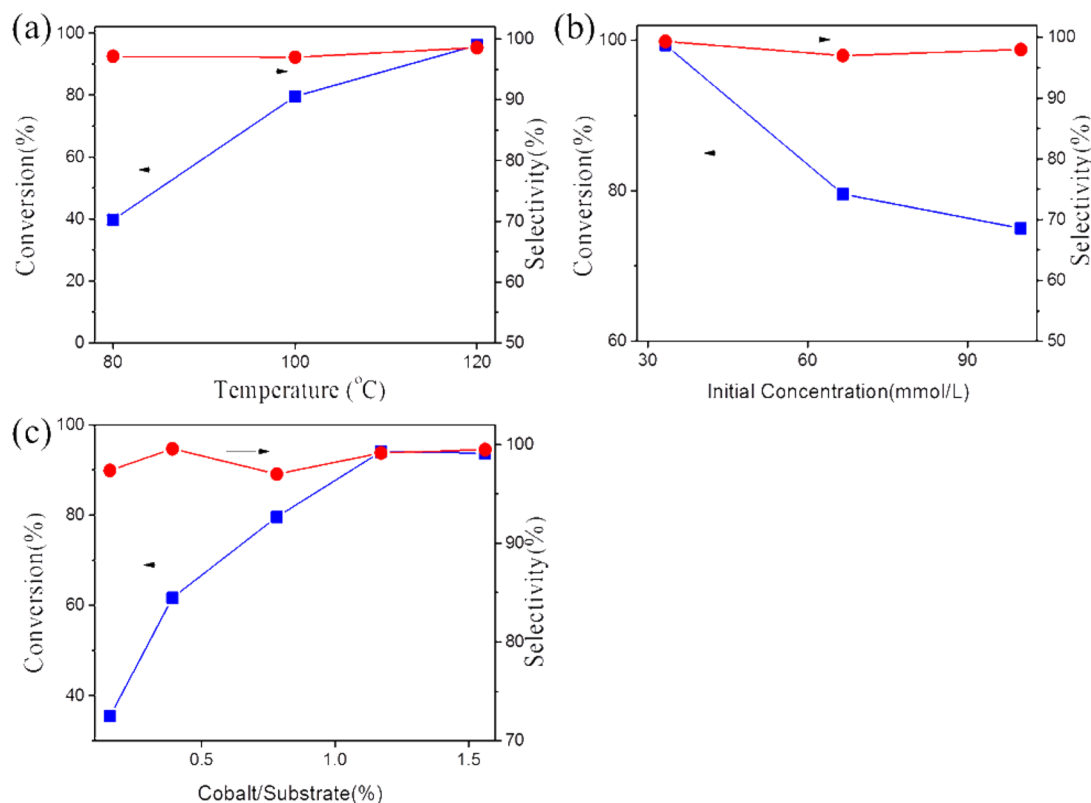 (a)
100
80
60
40
20
0
Conversion(%)
100
90
80
70
60
50
Selectivity(%)
80 100 120
Temperature (°C)
(b)
100
80
60
Conversion(%)
100
90
80
70
60
50
Selectivity(%)
30 60 90
Initial Concentration(mmol/L)
(c)
100
80
60
40
Conversion(%)
100
90
80
70
Selectivity(%)
0.5 1.0 1.5
Cobalt/Substrate(%)